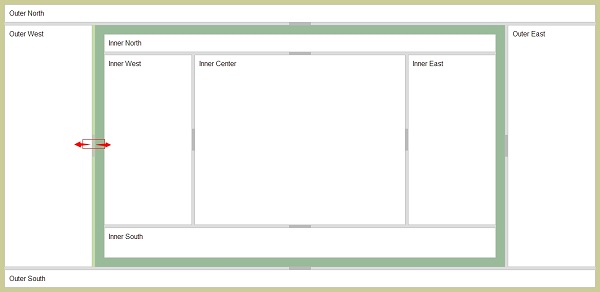 Outer North
Outer West
Outer East
Inner North
Inner West
Inner Center
Inner East
Inner South
Outer South